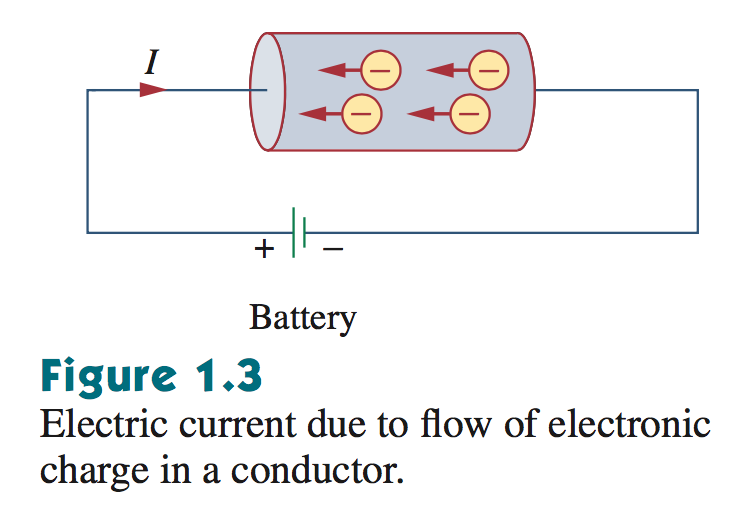 I
− −
− −
+ −
Battery
Figure 1.3
Electric current due to flow of electronic
charge in a conductor.